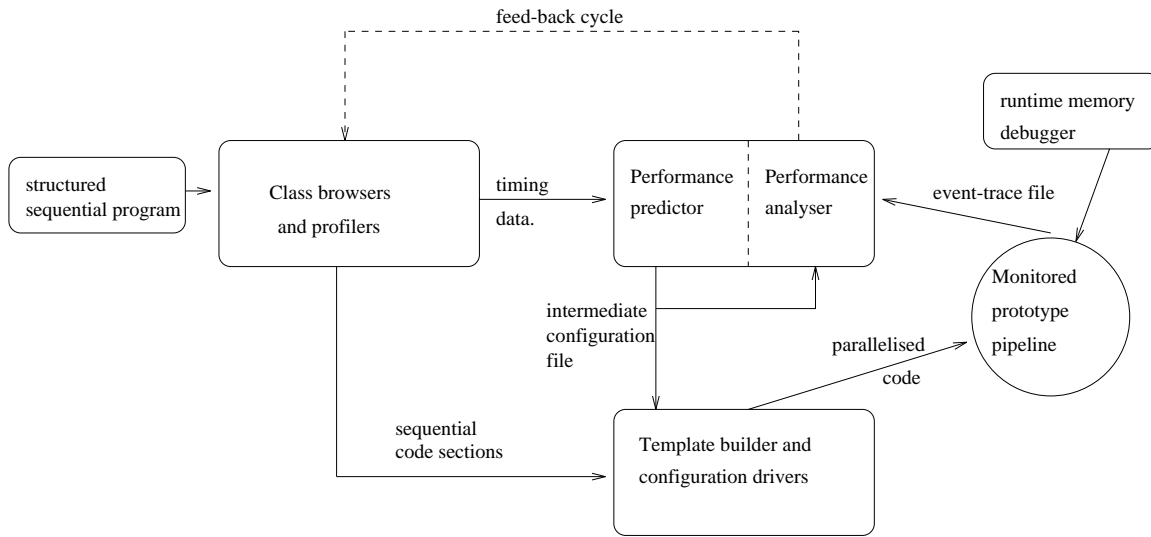 feed-back cycle
runtime memory
debugger
structured
sequential program
Class browsers
and profilers
timing
data.
Performance
predictor
Performance
analyser
event-trace file
Monitored
prototype
pipeline
intermediate
configuration
file
parallelised
code
sequential
code sections
Template builder and
configuration drivers